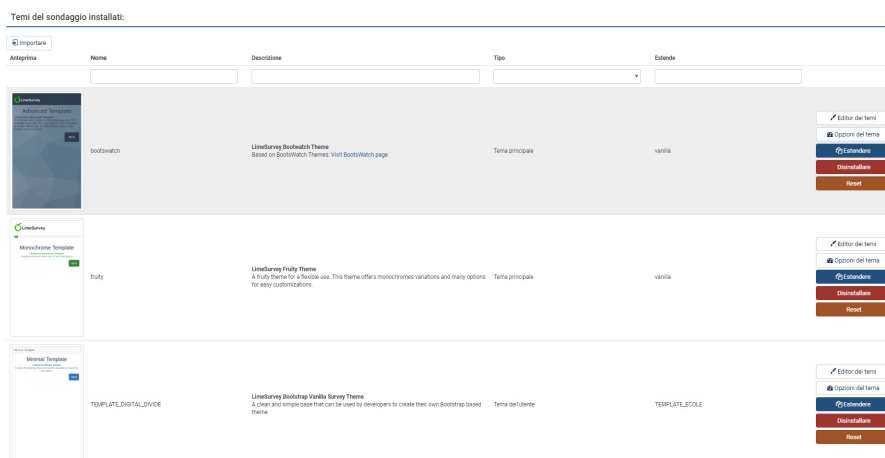 Temi del sondaggio installati:
Importare
Anteprima Nome Descrizione Tipo Estende
LimeSurvey
Advanced Template
bootswatch
LimeSurvey Bootwatch Theme
Based on BootsWatch Themes: Visit BootsWatch page
Tema principale
vanilla
Editor dei temi
Opzioni del tema
Estendere
Disinstallare
Reset
LimeSurvey
Monochrome Template
fruity
LimeSurvey Fruity Theme
A fruity theme for a flexible use. This theme offers monochromes variations and many options
for easy customizations.
Tema principale
vanilla
Editor dei temi
Opzioni del tema
Estendere
Disinstallare
Reset
Minimal Template
TEMPLATE_DIGITAL_DIVIDE
LimeSurvey Bootstrap Vanilla Survey Theme
A clean and simple base that can be used by developers to create their own Bootstrap based
theme.
Tema dell'utente
TEMPLATE_ECOLE
Editor dei temi
Opzioni del tema
Estendere
Disinstallare
Reset